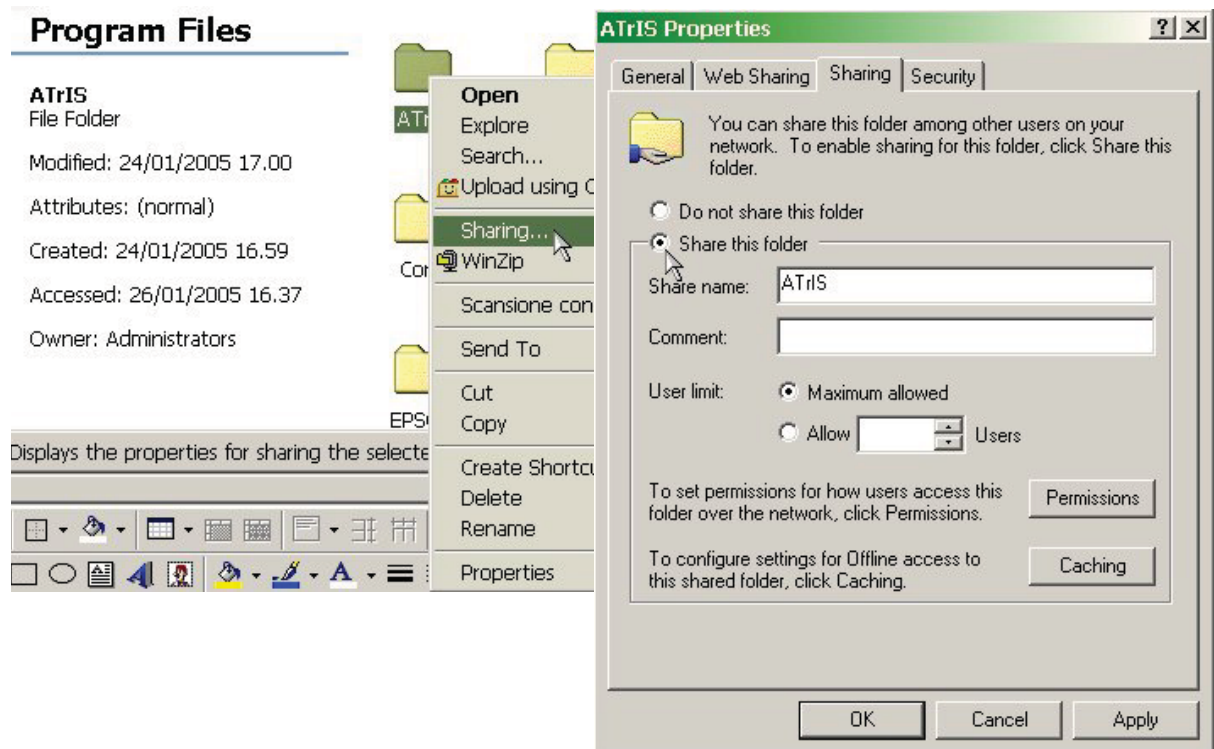 Program Files
ATrIS
File Folder
Modified: 24/01/2005 17.00
Attributes: (normal)
Created: 24/01/2005 16.59
Accessed: 26/01/2005 16.37
Owner: Administrators
Displays the properties for sharing the selecte
ATr
Cor
EPS
Open
Explore
Search...
Upload using
Sharing...
WinZip
Scansione con
Send To
Cut
Copy
Create Shortcu
Delete
Rename
Properties
ATrIS Properties
General Web Sharing Sharing Security
You can share this folder among other users on your
network. To enable sharing for this folder, click Share this
folder.
Do not share this folder
Share this folder
Share name: ATrIS
Comment:
User limit: Maximum allowed
Allow Users
To set permissions for how users access this
folder over the network, click Permissions.
Permissions
To configure settings for Offline access to
this shared folder, click Caching.
Caching
OK Cancel Apply